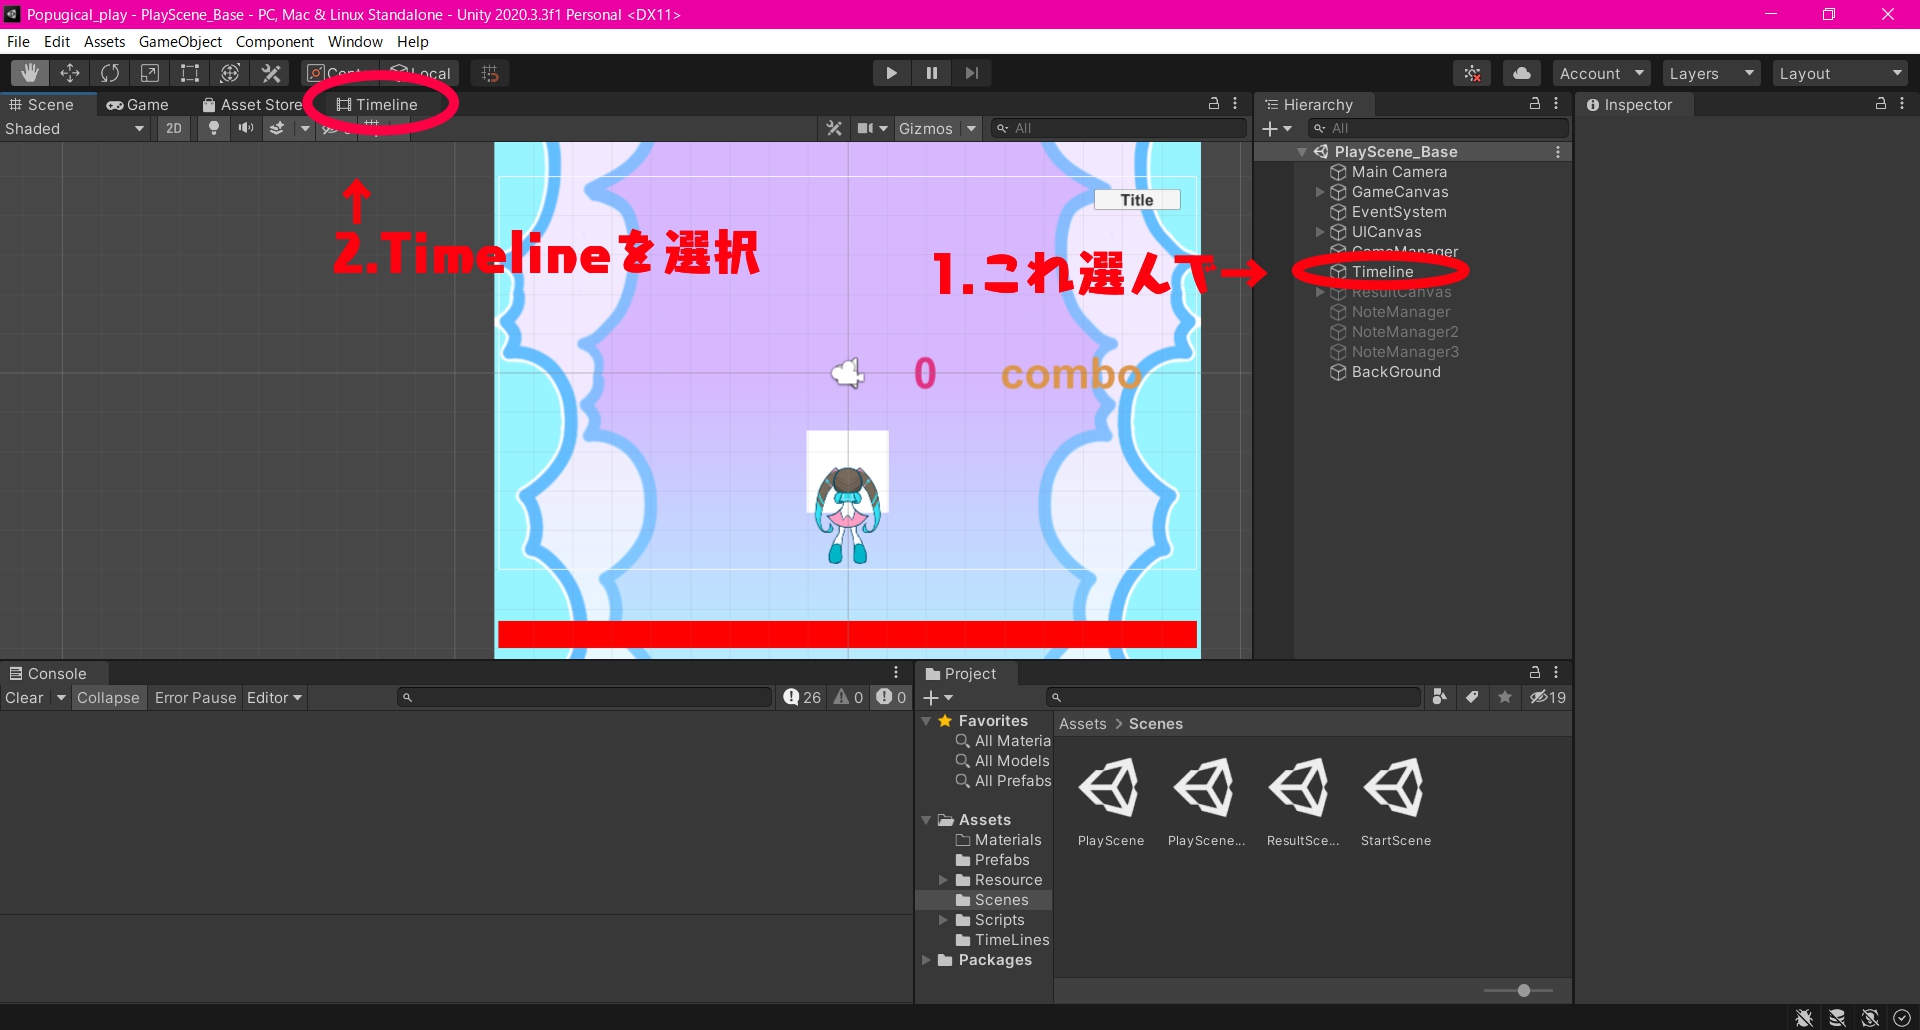 Popugical_play - PlayScene_Base - PC, Mac & Linux Standalone - Unity 2020.3.3f1 Personal <DX11>
File Edit Assets GameObject Component Window Help
Local Account Layers Layout
Scene Game Asset Store Timeline
Shaded 2D Gizmos All
Title
2.Timelineを選択
1.これ選んで→
0 combo
Hierarchy
All
PlayScene_Base
Main Camera
GameCanvas
EventSystem
UICanvas
GameManager
Timeline
ResultCanvas
NoteManager
NoteManager2
NoteManager3
BackGround
Inspector
Console
Clear Collapse Error Pause Editor 26 0 0
Project
19
Favorites
All Materia
All Models
All Prefabs
Assets
Materials
Prefabs
Resource
Scenes
Scripts
TimeLines
Packages
Assets > Scenes
PlayScene PlayScene... ResultSce... StartScene